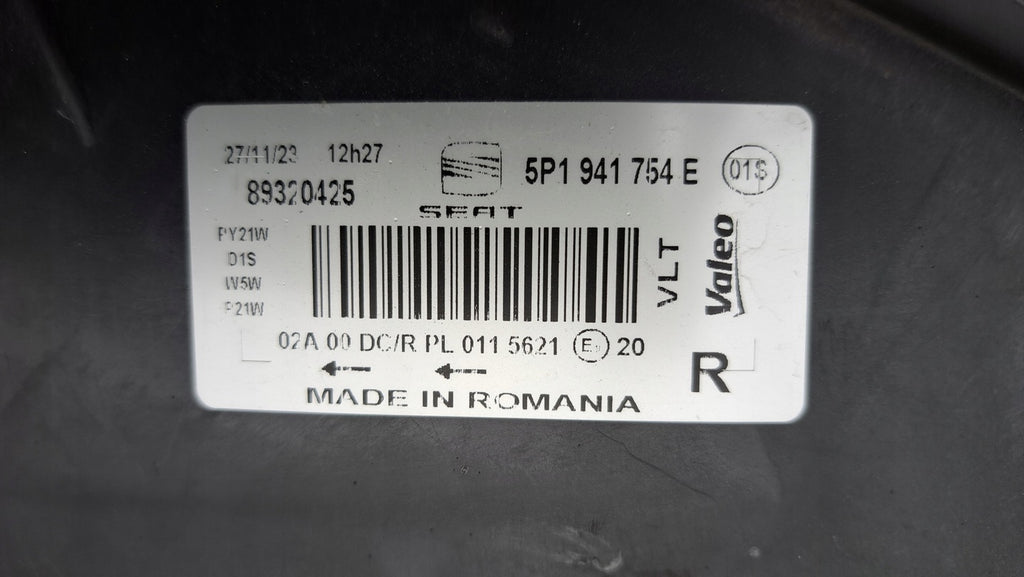 27/11/23 12h27
89320425
SEAT
5P1 941 754 E 01S
PY21W
D1S
W5W
P21W
VLT
Valeo
02A 00 DC/R PL 011 5621 E 20
R
MADE IN ROMANIA